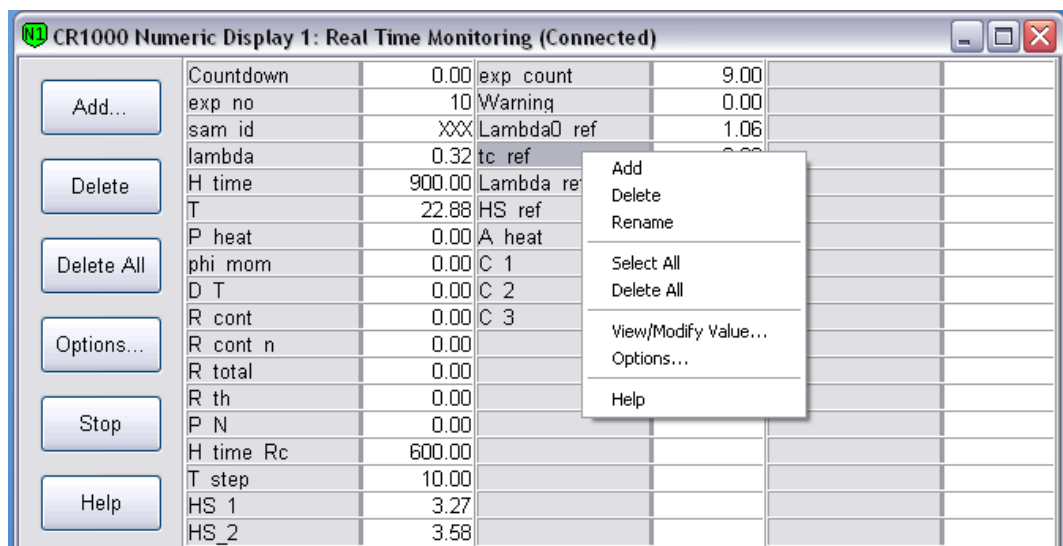 N1 CR1000 Numeric Display 1: Real Time Monitoring (Connected)
Add...
Delete
Delete All
Options...
Stop
Help
Countdown 0.00 exp count 9.00
exp no 10 Warning 0.00
sam id XXX Lambda0 ref 1.06
lambda 0.32 tc ref
H time 900.00 Lambda
T 22.88 HS ref
P heat 0.00 A heat
phi mom 0.00 C 1
D T 0.00 C 2
R cont 0.00 C 3
R cont n 0.00
R total 0.00
R th 0.00
P N 0.00
H time Rc 600.00
T step 10.00
HS 1 3.27
HS_2 3.58
Add
Delete
Rename
Select All
Delete All
View/Modify Value...
Options...
Help